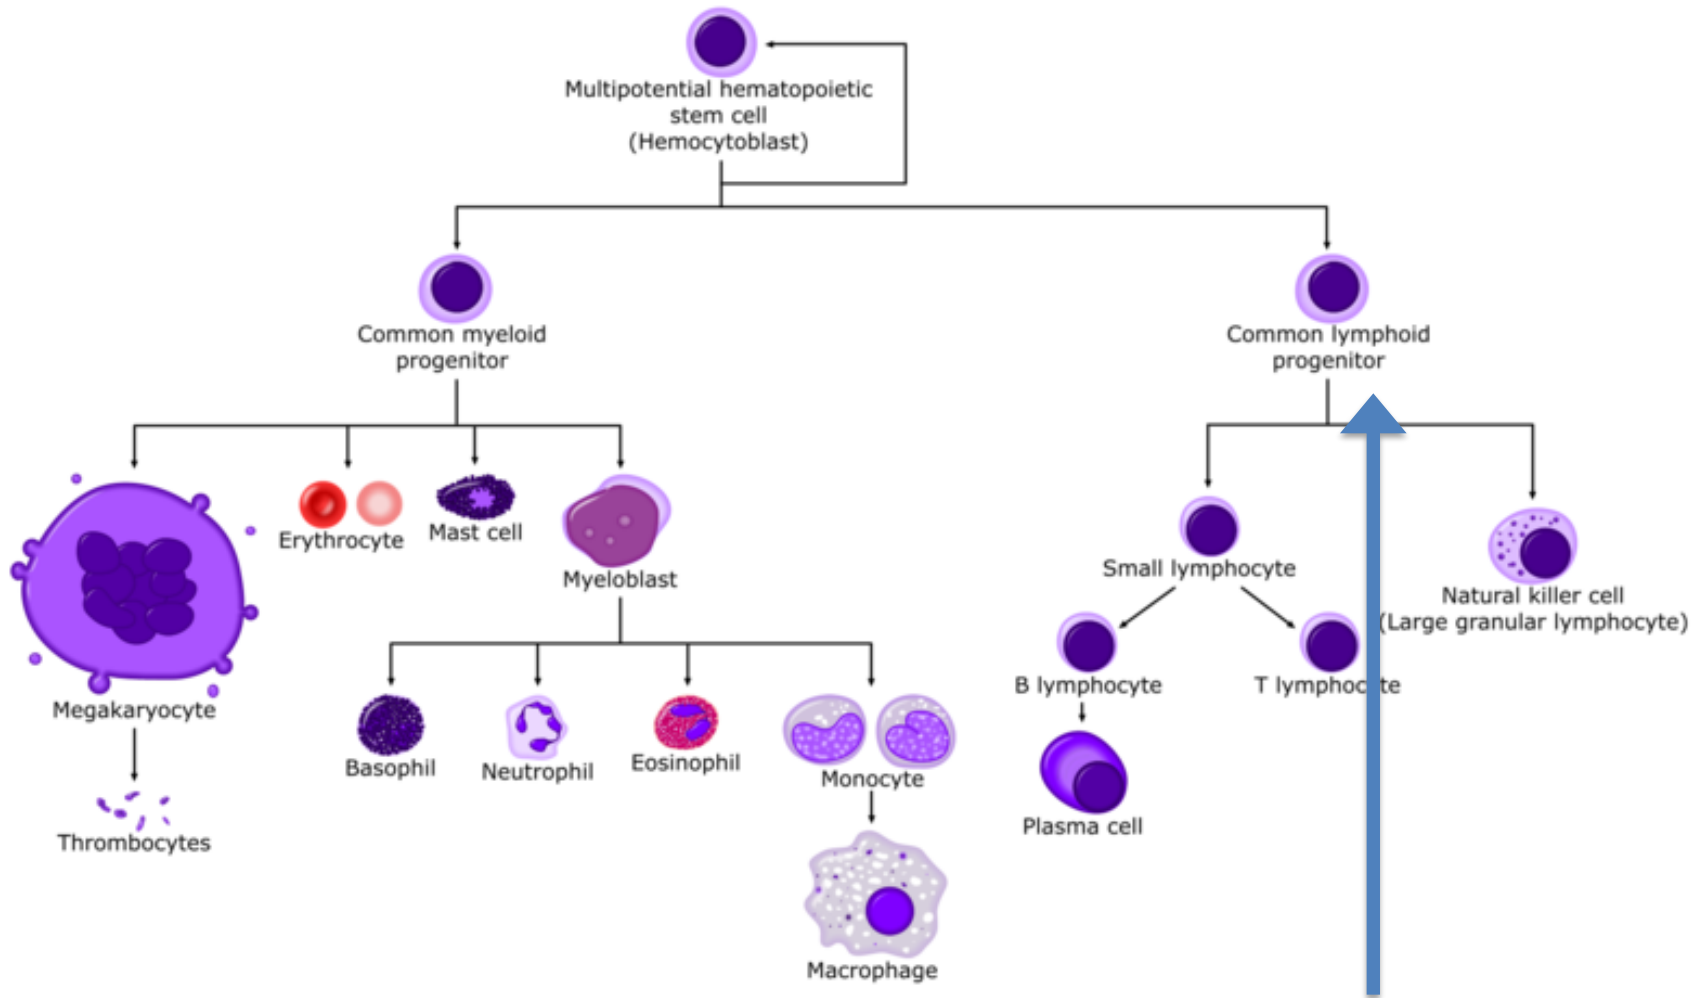 Multipotential hematopoietic
stem cell
(Hemocytoblast)
Common myeloid
progenitor
Common lymphoid
progenitor
Erythrocyte
Mast cell
Myeloblast
Small lymphocyte
Natural killer cell
(Large granular lymphocyte)
B lymphocyte
T lymphocyte
Megakaryocyte
Basophil
Neutrophil
Eosinophil
Monocyte
Plasma cell
Thrombocytes
Macrophage